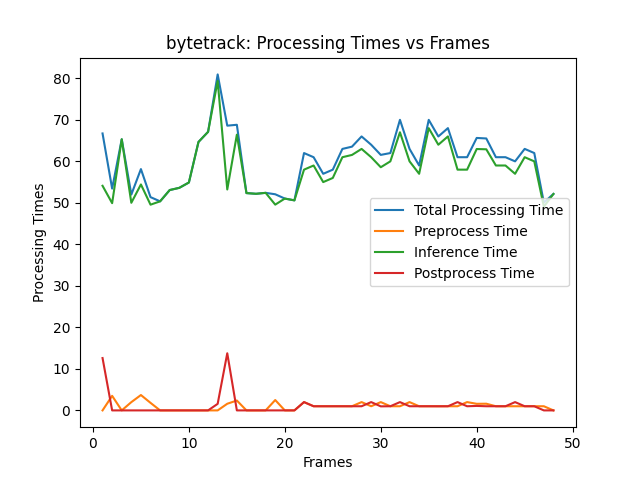 bytetrack: Processing Times vs Frames
80
70
60
50
40
30
20
10
0
Processing Times
Total Processing Time
Preprocess Time
Inference Time
Postprocess Time
0 10 20 30 40 50
Frames